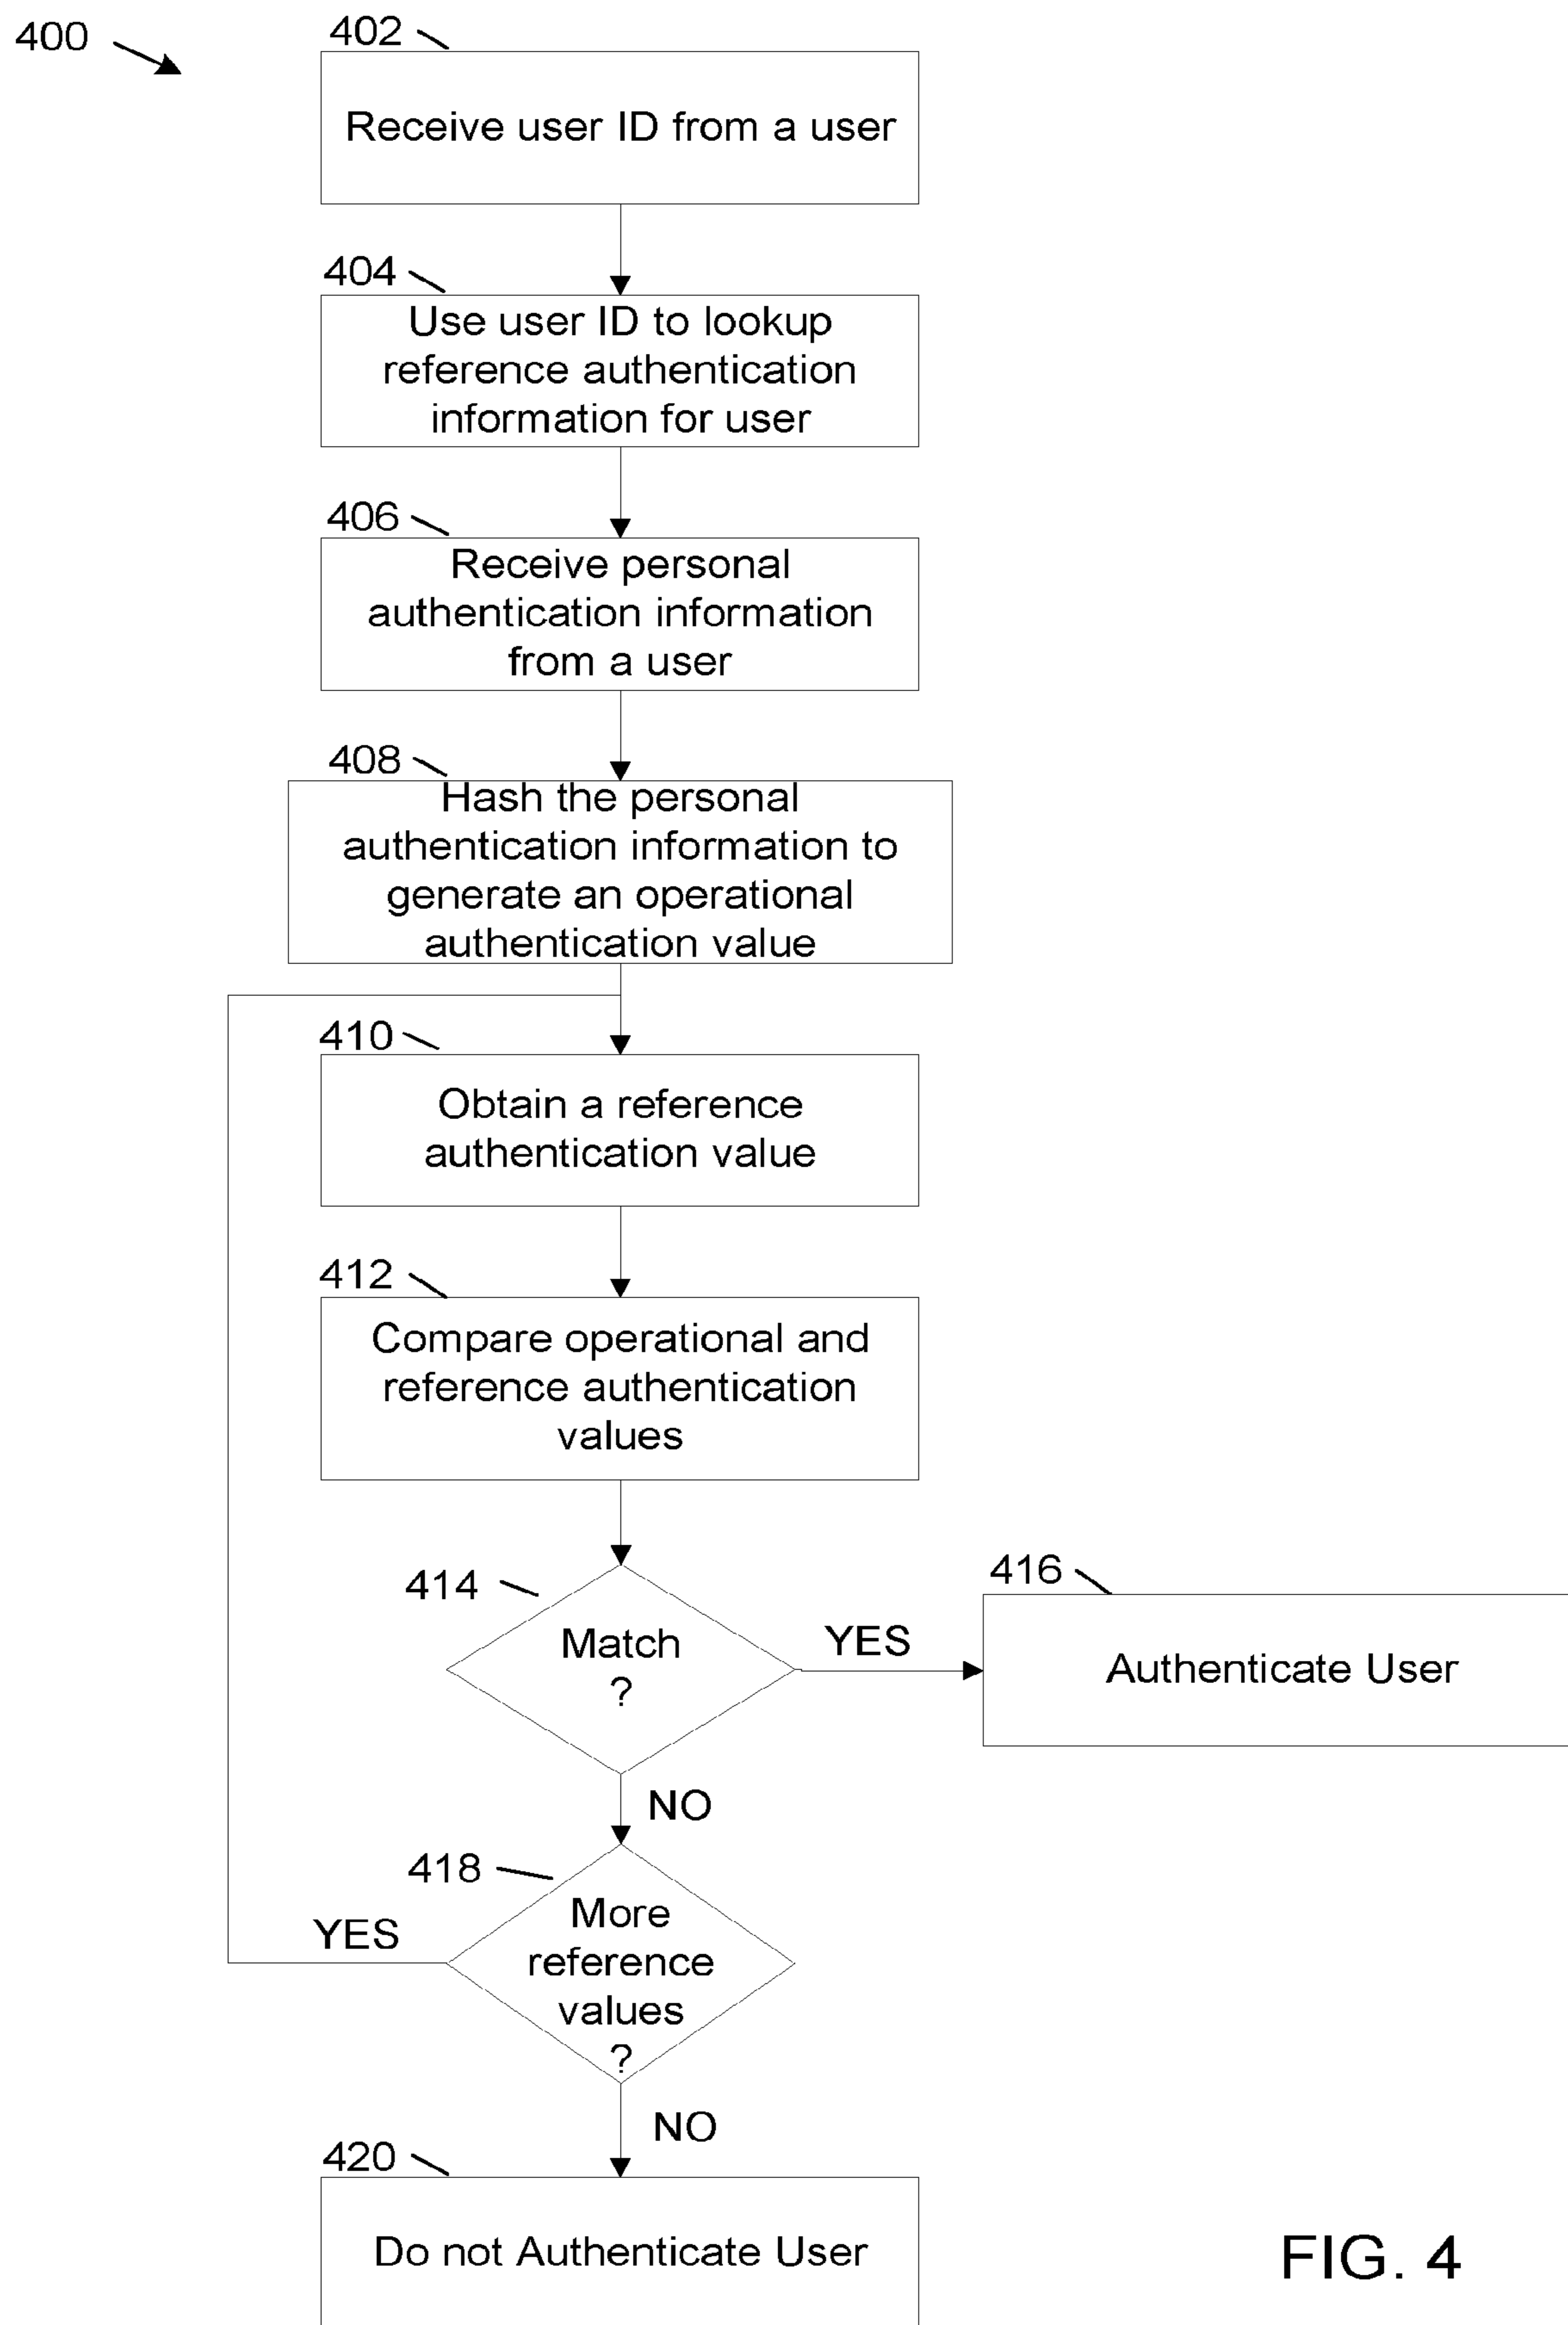 400
402
Receive user ID from a user
404
Use user ID to lookup
reference authentication
information for user
406
Receive personal
authentication information
from a user
408
Hash the personal
authentication information to
generate an operational
authentication value
410
Obtain a reference
authentication value
412
Compare operational and
reference authentication
values
414
Match
?
YES
416
Authenticate User
NO
418
More
reference
values
?
YES
NO
420
Do not Authenticate User
FIG. 4